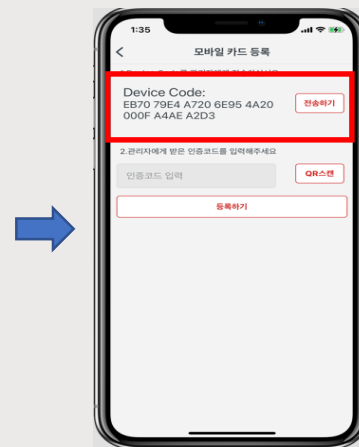 1:35
모바일 카드 등록
Device Code:
EB70 79E4 A720 6E95 4A20
000F A4AE A2D3
전송하기
2.관리자에게 받은 인증코드를 입력해주세요
인증코드 입력
QR스캔
등록하기